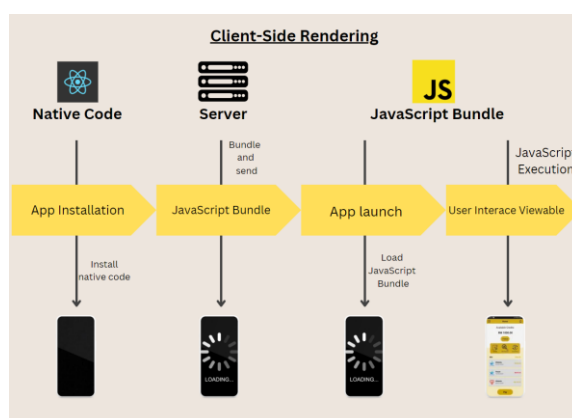 Client-Side Rendering
JS
Native Code
Server
JavaScript Bundle
Bundle
and
send
JavaScript
Execution
App Installation
JavaScript Bundle
App launch
User Interace Viewable
Install
native code
Load
JavaScript
Bundle
LOADING...
LOADING...